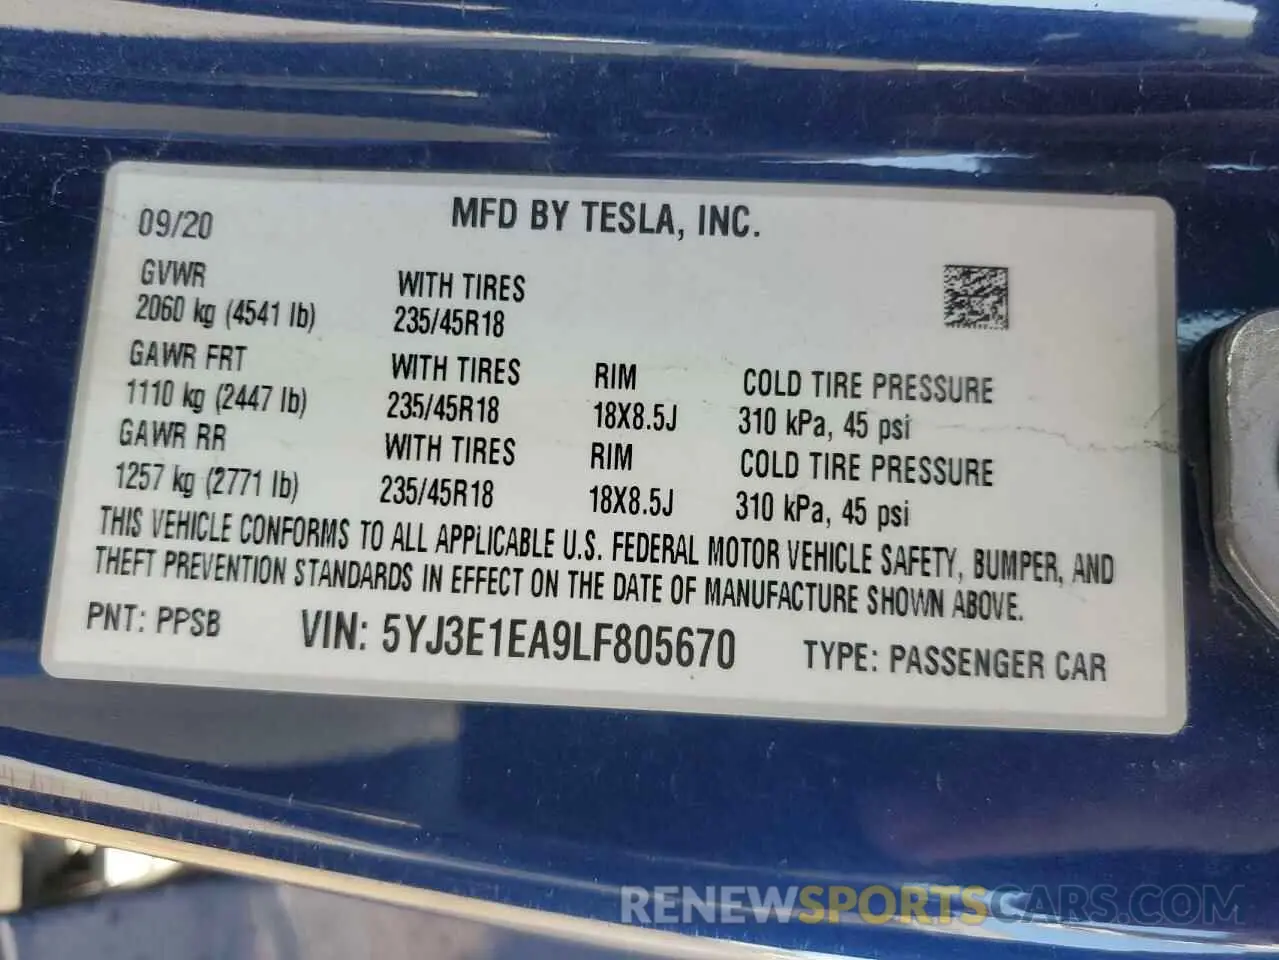 09/20 MFD BY TESLA, INC.
GVWR WITH TIRES
2060 kg (4541 lb) 235/45R18
GAWR FRT WITH TIRES RIM COLD TIRE PRESSURE
1110 kg (2447 lb) 235/45R18 18X8.5J 310 kPa, 45 psi
GAWR RR WITH TIRES RIM COLD TIRE PRESSURE
1257 kg (2771 lb) 235/45R18 18X8.5J 310 kPa, 45 psi
THIS VEHICLE CONFORMS TO ALL APPLICABLE U.S. FEDERAL MOTOR VEHICLE SAFETY, BUMPER, AND
THEFT PREVENTION STANDARDS IN EFFECT ON THE DATE OF MANUFACTURE SHOWN ABOVE.
PNT: PPSB VIN: 5YJ3E1EA9LF805670 TYPE: PASSENGER CAR
RENEWSPORTSCARS.COM